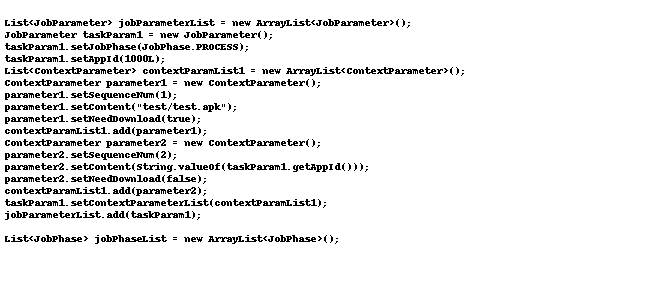 List<JobParameter> jobParameterList = new ArrayList<JobParameter>();
JobParameter taskParam1 = new JobParameter();
taskParam1.setJobPhase(JobPhase.PROCESS);
taskParam1.setAppId(1000L);
List<ContextParameter> contextParamList1 = new ArrayList<ContextParameter>();
ContextParameter parameter1 = new ContextParameter();
parameter1.setSequenceNum(1);
parameter1.setContent("test/test.apk");
parameter1.setNeedDownload(true);
contextParamList1.add(parameter1);
ContextParameter parameter2 = new ContextParameter();
parameter2.setSequenceNum(2);
parameter2.setContent(String.valueOf(taskParam1.getAppId()));
parameter2.setNeedDownload(false);
contextParamList1.add(parameter2);
taskParam1.setContextParameterList(contextParamList1);
jobParameterList.add(taskParam1);
List<JobPhase> jobPhaseList = new ArrayList<JobPhase>();